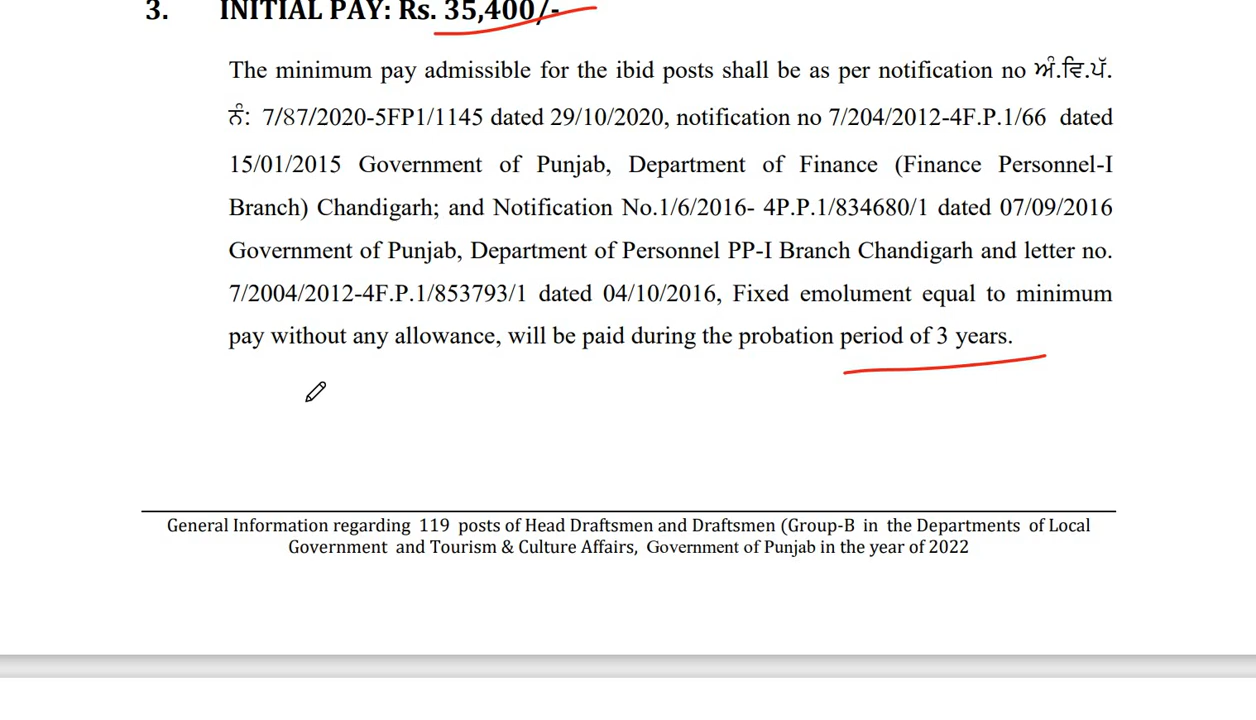 3. INITIAL PAY: Rs. 35,400/-
The minimum pay admissible for the ibid posts shall be as per notification no ਅੰ.ਵਿ.ਪੱ.
ਨੰ: 7/87/2020-5FP1/1145 dated 29/10/2020, notification no 7/204/2012-4F.P.1/66 dated
15/01/2015 Government of Punjab, Department of Finance (Finance Personnel-I
Branch) Chandigarh; and Notification No.1/6/2016- 4P.P.1/834680/1 dated 07/09/2016
Government of Punjab, Department of Personnel PP-I Branch Chandigarh and letter no.
7/2004/2012-4F.P.1/853793/1 dated 04/10/2016, Fixed emolument equal to minimum
pay without any allowance, will be paid during the probation period of 3 years.
General Information regarding 119 posts of Head Draftsmen and Draftsmen (Group-B in the Departments of Local
Government and Tourism & Culture Affairs, Government of Punjab in the year of 2022